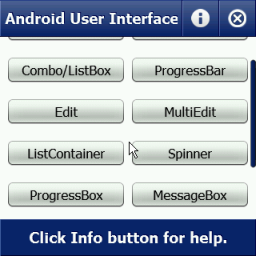 Android User Interface
Combo/ListBox ProgressBar
Edit MultiEdit
ListContainer Spinner
ProgressBox MessageBox
Click Info button for help.